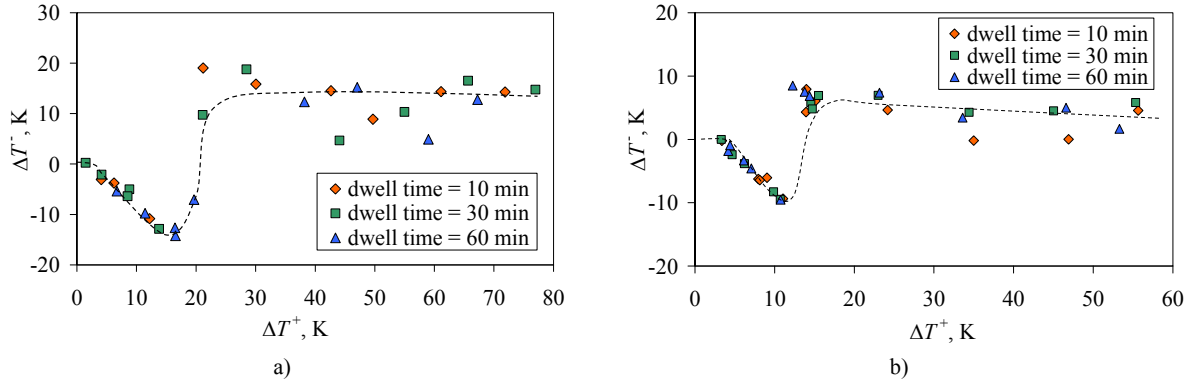 30
20
10
0
-10
-20
ΔT⁻, K
0 10 20 30 40 50 60 70 80
ΔT⁺, K
dwell time = 10 min
dwell time = 30 min
dwell time = 60 min
a)
20
10
0
-10
-20
ΔT⁻, K
0 10 20 30 40 50 60
ΔT⁺, K
dwell time = 10 min
dwell time = 30 min
dwell time = 60 min
b)